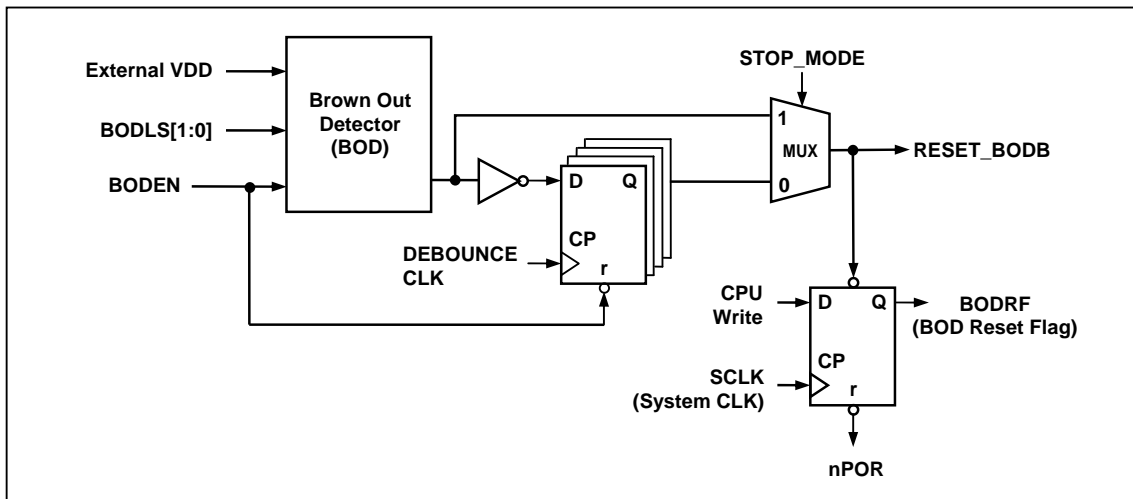 STOP_MODE
External VDD
Brown Out
Detector
(BOD)
BODLS[1:0]
1
MUX
RESET_BODB
BODEN
0
D
Q
CP
r
DEBOUNCE
CLK
CPU
Write
D
Q
BODRF
(BOD Reset Flag)
CP
SCLK
(System CLK)
r
nPOR